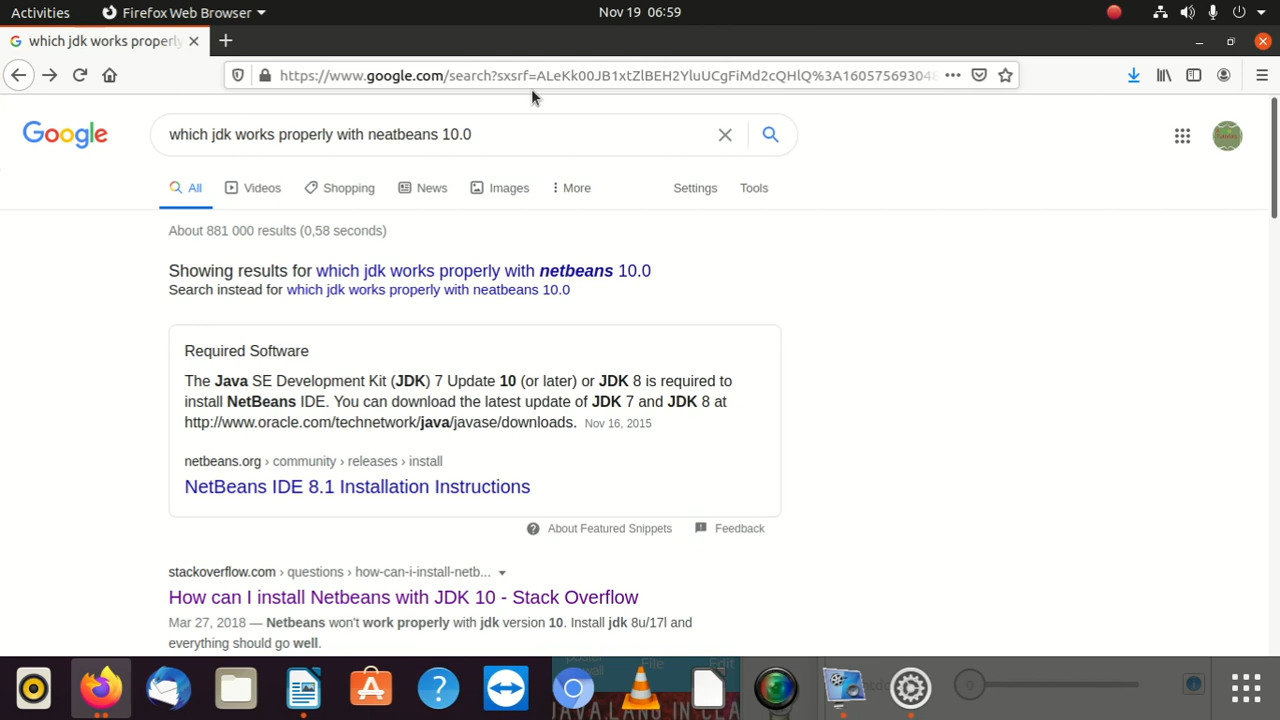 Activities
Firefox Web Browser
Nov 19 06:59
which jdk works properly
https://www.google.com/search?sxsrf=ALeKk00JB1xtZlBEH2YluUCgFiMd2cQHlQ%3A160575693048
Google
which jdk works properly with neatbeans 10.0
All
Videos
Shopping
News
Images
More
Settings
Tools
About 881 000 results (0,58 seconds)
Showing results for which jdk works properly with netbeans 10.0
Search instead for which jdk works properly with neatbeans 10.0
Required Software
The Java SE Development Kit (JDK) 7 Update 10 (or later) or JDK 8 is required to
install NetBeans IDE. You can download the latest update of JDK 7 and JDK 8 at
http://www.oracle.com/technetwork/java/javase/downloads. Nov 16, 2015
netbeans.org › community › releases › install
NetBeans IDE 8.1 Installation Instructions
About Featured Snippets
Feedback
stackoverflow.com › questions › how-can-i-install-netb...
How can I install Netbeans with JDK 10 - Stack Overflow
Mar 27, 2018 — Netbeans won't work properly with jdk version 10. Install jdk 8u/17l and
everything should go well.
File
Edit
0
JAVA.LANG IN CLA